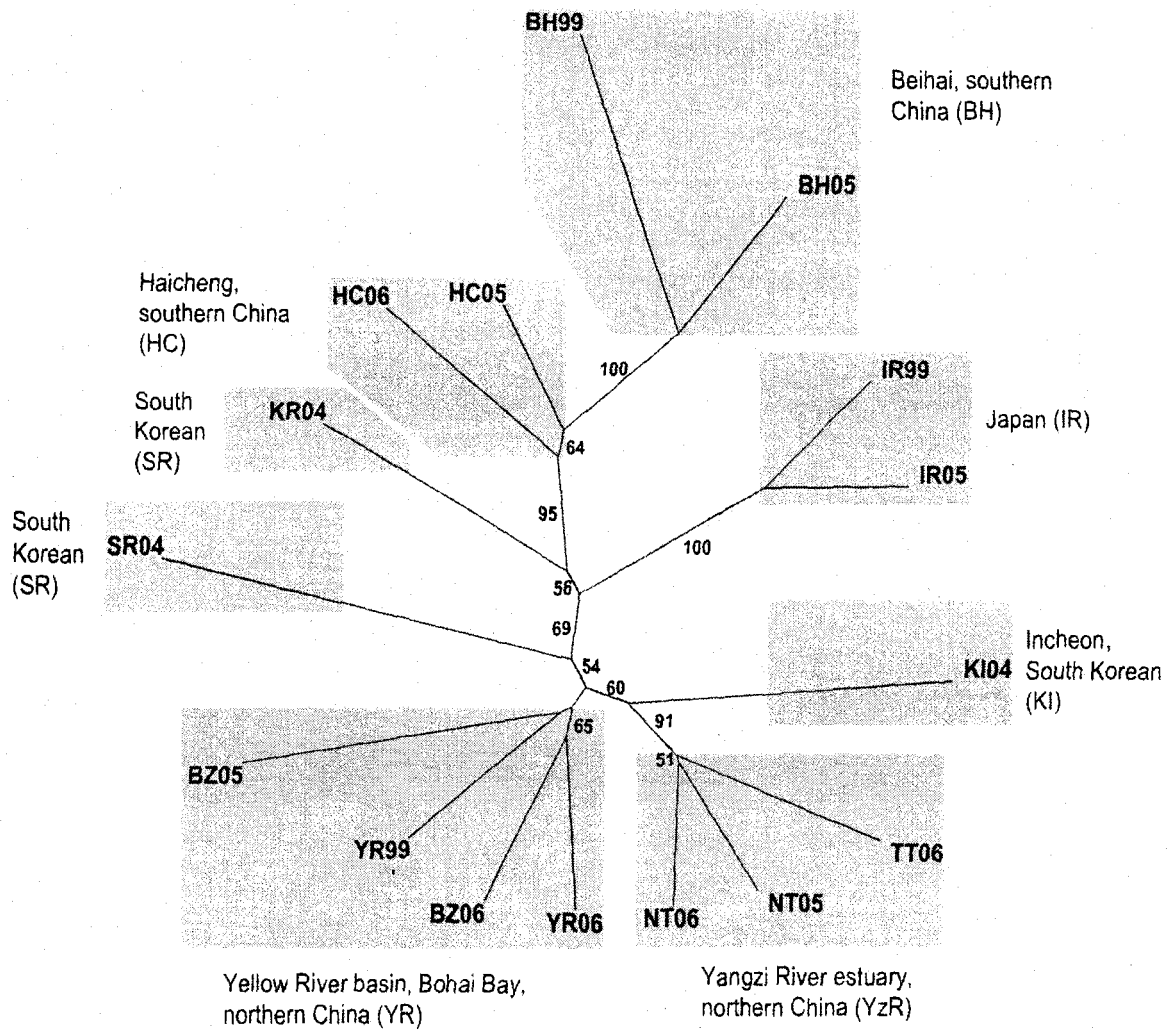 BH99
Beihai, southern
China (BH)
BH05
Haicheng,
southern China
(HC)
HC06
HC05
100
IR99
South
Korean
(SR)
KR04
64
Japan (IR)
IR05
95
100
South
Korean
(SR)
SR04
56
69
54
60
Incheon,
South Korean
(KI)
KI04
65
91
51
BZ05
YR99
TT06
BZ06
YR06
NT06
NT05
Yellow River basin, Bohai Bay,
northern China (YR)
Yangzi River estuary,
northern China (YzR)